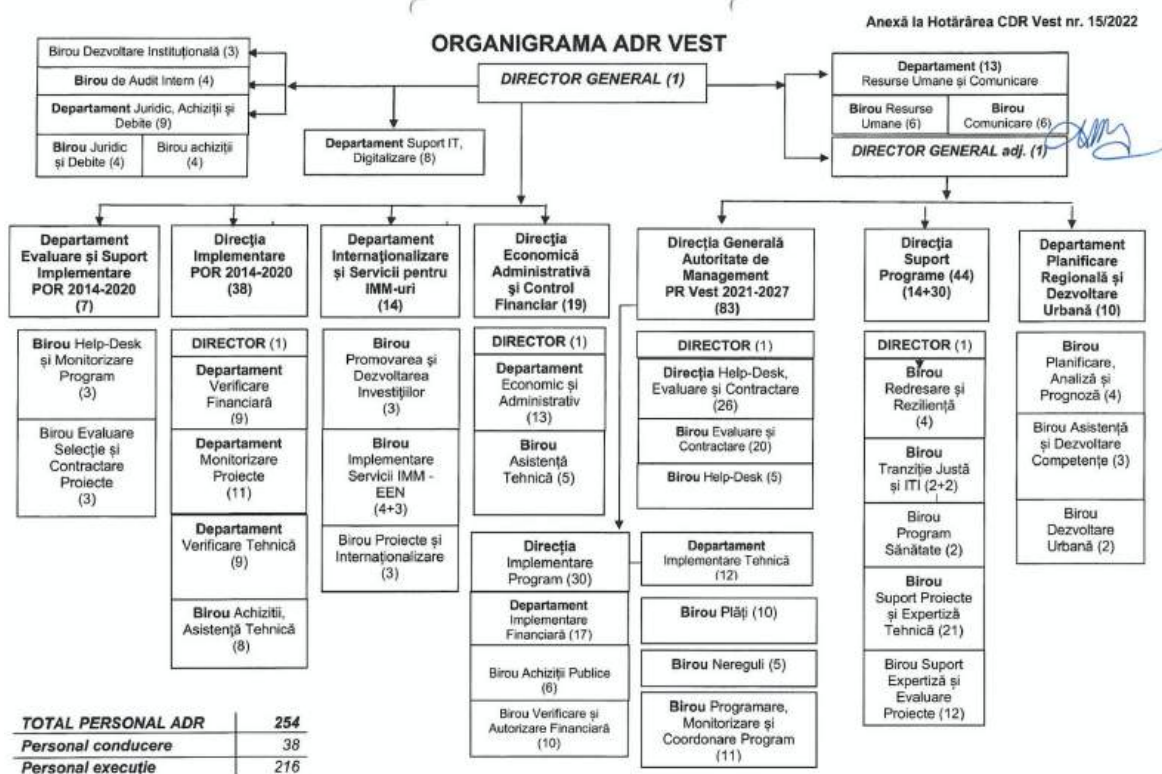 Anexă la Hotărârea CDR Vest nr. 15/2022
ORGANIGRAMA ADR VEST
Birou Dezvoltare Instituțională (3)
Birou de Audit Intern (4)
Departament Juridic, Achiziții și
Debite (9)
Birou Juridic
și Debite (4)
Birou achiziții
(4)
DIRECTOR GENERAL (1)
Departament Suport IT,
Digitalizare (8)
Departament (13)
Resurse Umane și Comunicare
Birou Resurse
Umane (6)
Birou
Comunicare (6)
DIRECTOR GENERAL adj. (1)
Departament
Evaluare și Suport
Implementare
POR 2014-2020
(7)
Birou Help-Desk
și Monitorizare
Program
(3)
Birou Evaluare
Selecție și
Contractare
Proiecte
(3)
Direcția
Implementare
POR 2014-2020
(38)
DIRECTOR (1)
Departament
Verificare
Financiară
(9)
Departament
Monitorizare
Proiecte
(11)
Departament
Verificare Tehnică
(9)
Birou Achizitii,
Asistență Tehnică
(8)
Departament
Internaționalizare
și Servicii pentru
IMM-uri
(14)
Birou
Promovarea și
Dezvoltarea
Investițiilor
(3)
Birou
Implementare
Servicii IMM -
EEN
(4+3)
Birou Proiecte și
Internaționalizare
(3)
Direcția
Economică
Administrativă
și Control
Financiar (19)
DIRECTOR (1)
Departament
Economic și
Administrativ
(13)
Birou
Asistență
Tehnică (5)
Direcția Generală
Autoritate de
Management
PR Vest 2021-2027
(83)
DIRECTOR (1)
Direcția Help-Desk,
Evaluare și Contractare
(26)
Birou Evaluare și
Contractare (20)
Birou Help-Desk (5)
Direcția
Implementare
Program (30)
Departament
Implementare
Financiară (17)
Birou Achiziții Publice
(6)
Birou Verificare și
Autorizare Financiară
(10)
Departament
Implementare Tehnică
(12)
Birou Plăți (10)
Birou Nereguli (5)
Birou Programare,
Monitorizare și
Coordonare Program
(11)
Direcția
Suport
Programe (44)
(14+30)
DIRECTOR (1)
Birou
Redresare și
Reziliență
(4)
Birou
Tranziție Justă
și ITI (2+2)
Birou
Program
Sănătate (2)
Birou
Suport Proiecte
și Expertiză
Tehnică (21)
Birou Suport
Expertiză și
Evaluare
Proiecte (12)
Departament
Planificare
Regională și
Dezvoltare
Urbană (10)
Birou
Planificare,
Analiză și
Prognoză (4)
Birou Asistență
și Dezvoltare
Competențe (3)
Birou
Dezvoltare
Urbană (2)
TOTAL PERSONAL ADR 254
Personal conducere 38
Personal execuție 216